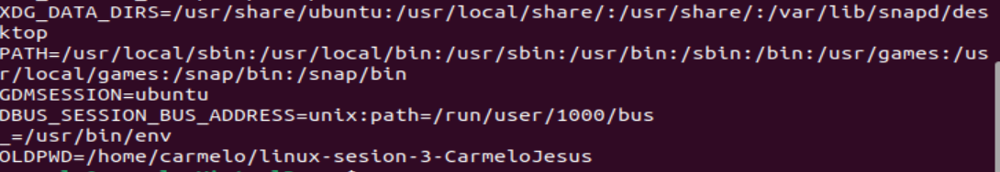 XDG_DATA_DIRS=/usr/share/ubuntu:/usr/local/share/:/usr/share/:/var/lib/snapd/des
ktop
PATH=/usr/local/sbin:/usr/local/bin:/usr/sbin:/usr/bin:/sbin:/bin:/usr/games:/us
r/local/games:/snap/bin:/snap/bin
GDMSESSION=ubuntu
DBUS_SESSION_BUS_ADDRESS=unix:path=/run/user/1000/bus
_=/usr/bin/env
OLDPWD=/home/carmelo/linux-sesion-3-CarmeloJesus